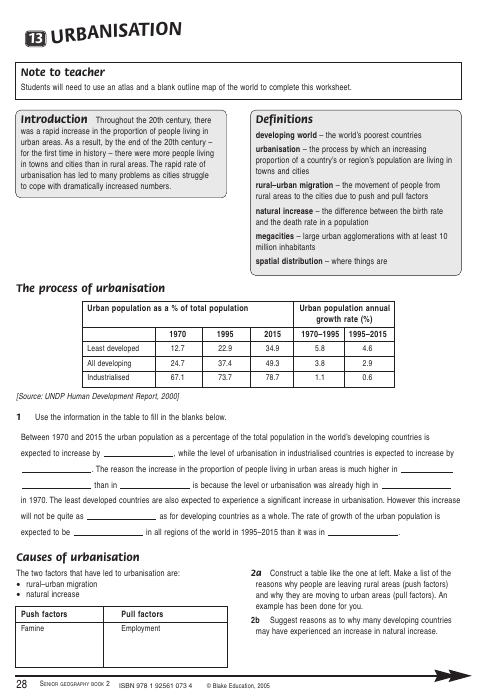 13 URBANISATION
Note to teacher
Students will need to use an atlas and a blank outline map of the world to complete this worksheet.
Introduction Throughout the 20th century, there
was a rapid increase in the proportion of people living in
urban areas. As a result, by the end of the 20th century –
for the first time in history – there were more people living
in towns and cities than in rural areas. The rapid rate of
urbanisation has led to many problems as cities struggle
to cope with dramatically increased numbers.
Definitions
developing world – the world's poorest countries
urbanisation – the process by which an increasing
proportion of a country's or region's population are living in
towns and cities
rural–urban migration – the movement of people from
rural areas to the cities due to push and pull factors
natural increase – the difference between the birth rate
and the death rate in a population
megacities – large urban agglomerations with at least 10
million inhabitants
spatial distribution – where things are
The process of urbanisation
Urban population as a % of total population Urban population annual
growth rate (%)
1970 1995 2015 1970–1995 1995–2015
Least developed 12.7 22.9 34.9 5.8 4.6
All developing 24.7 37.4 49.3 3.8 2.9
Industrialised 67.1 73.7 78.7 1.1 0.6
[Source: UNDP Human Development Report, 2000]
1 Use the information in the table to fill in the blanks below.
Between 1970 and 2015 the urban population as a percentage of the total population in the world's developing countries is
expected to increase by ____________, while the level of urbanisation in industrialised countries is expected to increase by
____________. The reason the increase in the proportion of people living in urban areas is much higher in ____________
____________ than in ____________ is because the level or urbanisation was already high in ____________
in 1970. The least developed countries are also expected to experience a significant increase in urbanisation. However this increase
will not be quite as ____________ as for developing countries as a whole. The rate of growth of the urban population is
expected to be ____________ in all regions of the world in 1995–2015 than it was in ____________.
Causes of urbanisation
The two factors that have led to urbanisation are:
• rural–urban migration
• natural increase
Push factors Pull factors
Famine Employment
2a Construct a table like the one at left. Make a list of the
reasons why people are leaving rural areas (push factors)
and why they are moving to urban areas (pull factors). An
example has been done for you.
2b Suggest reasons as to why many developing countries
may have experienced an increase in natural increase.
28 SENIOR GEOGRAPHY BOOK 2 ISBN 978 1 92561 073 4 © Blake Education, 2005